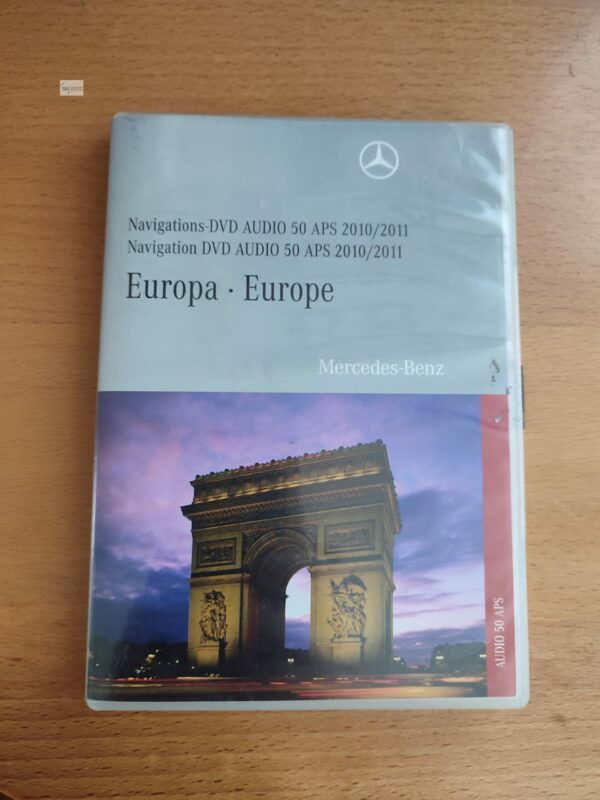 Navigations-DVD AUDIO 50 APS 2010/2011
Navigation DVD AUDIO 50 APS 2010/2011
Europa · Europe
Mercedes-Benz
AUDIO 50 APS